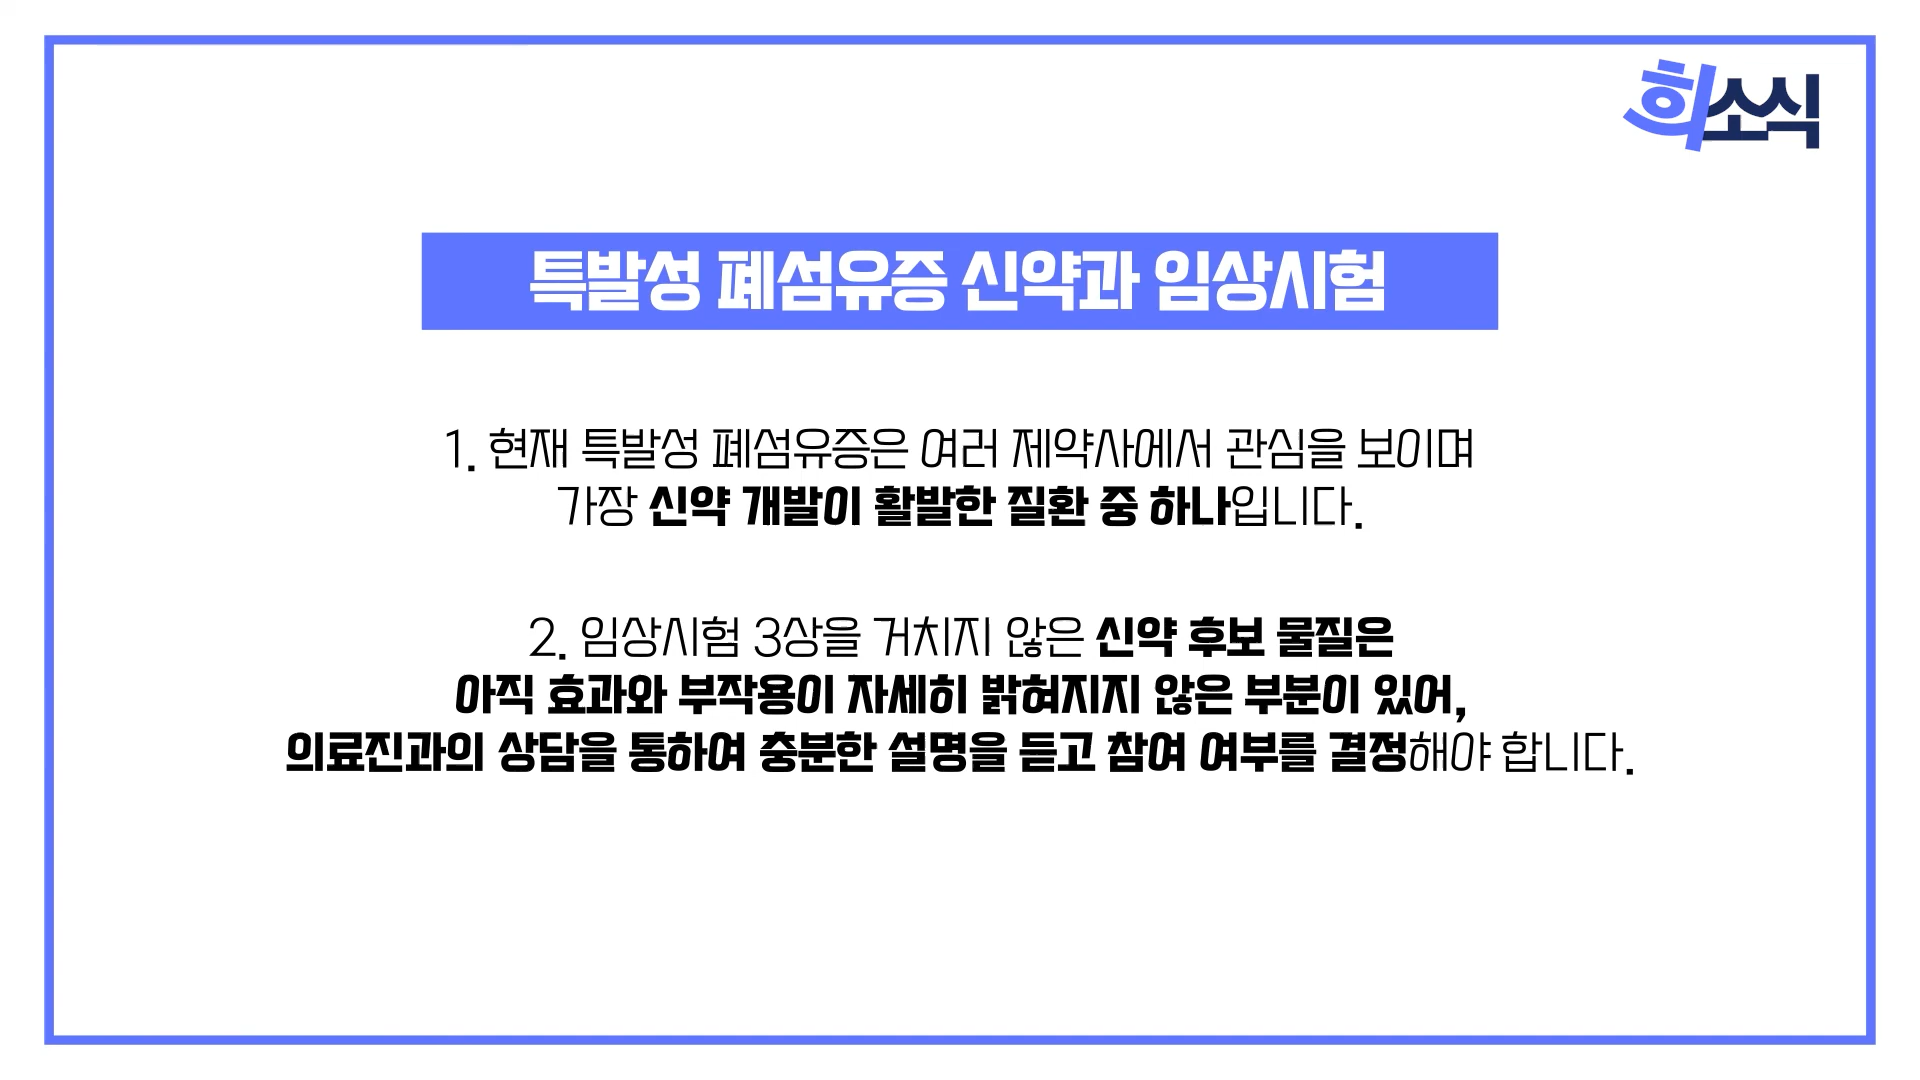 희소식
특발성 폐섬유증 신약과 임상시험
1. 현재 특발성 폐섬유증은 여러 제약사에서 관심을 보이며
가장 신약 개발이 활발한 질환 중 하나입니다.
2. 임상시험 3상을 거치지 않은 신약 후보 물질은
아직 효과와 부작용이 자세히 밝혀지지 않은 부분이 있어,
의료진과의 상담을 통하여 충분한 설명을 듣고 참여 여부를 결정해야 합니다.